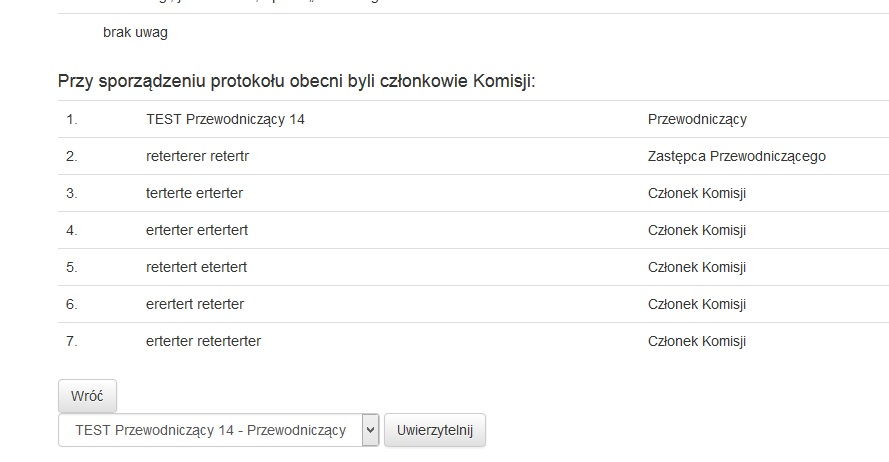 brak uwag
Przy sporządzeniu protokołu obecni byli członkowie Komisji:
1. TEST Przewodniczący 14 Przewodniczący
2. reterterer retertr Zastępca Przewodniczącego
3. terterte erterter Członek Komisji
4. erterter ertertert Członek Komisji
5. retertert etertert Członek Komisji
6. erertert reterter Członek Komisji
7. erterter reterterter Członek Komisji
Wróć
TEST Przewodniczący 14 - Przewodniczący Uwierzytelnij